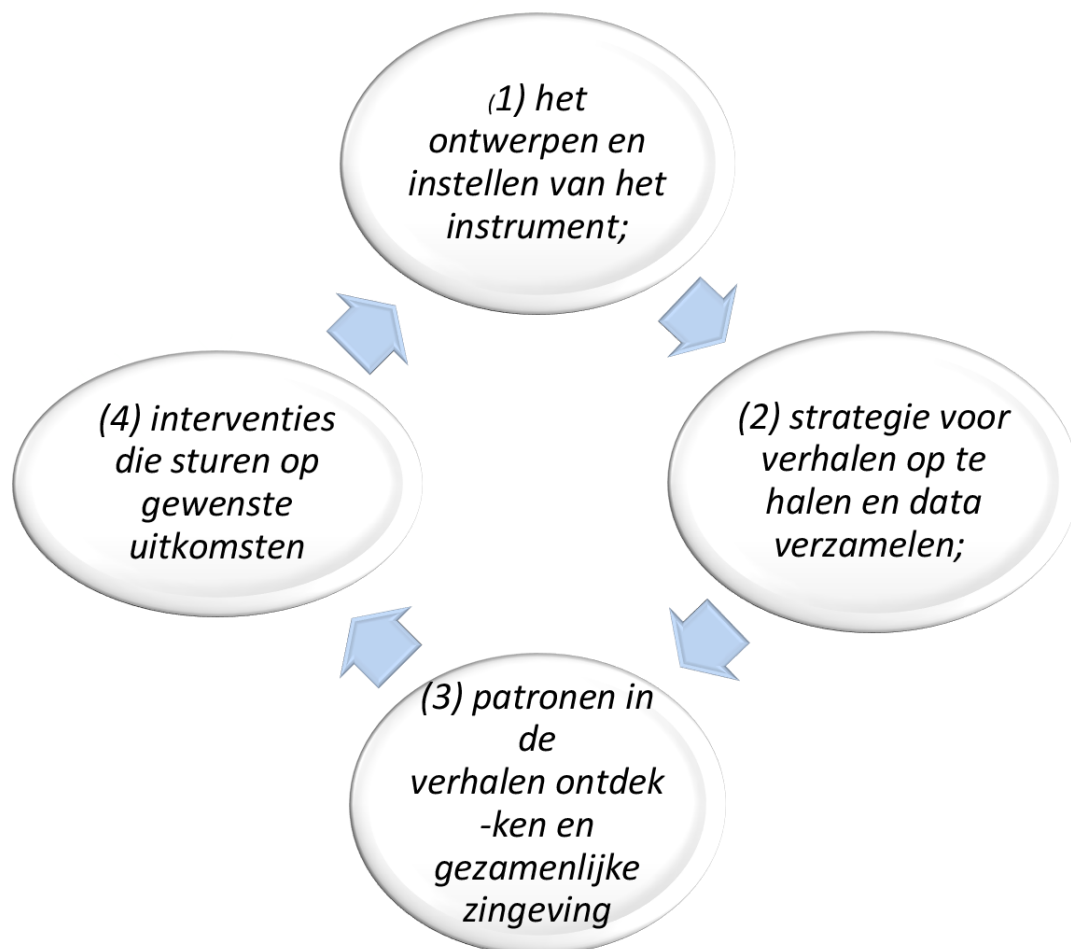 (1) het
ontwerpen en
instellen van het
instrument;
(2) strategie voor
verhalen op te
halen en data
verzamelen;
(3) patronen in
de
verhalen ontdek
-ken en
gezamenlijke
zingeving
(4) interventies
die sturen op
gewenste
uitkomsten